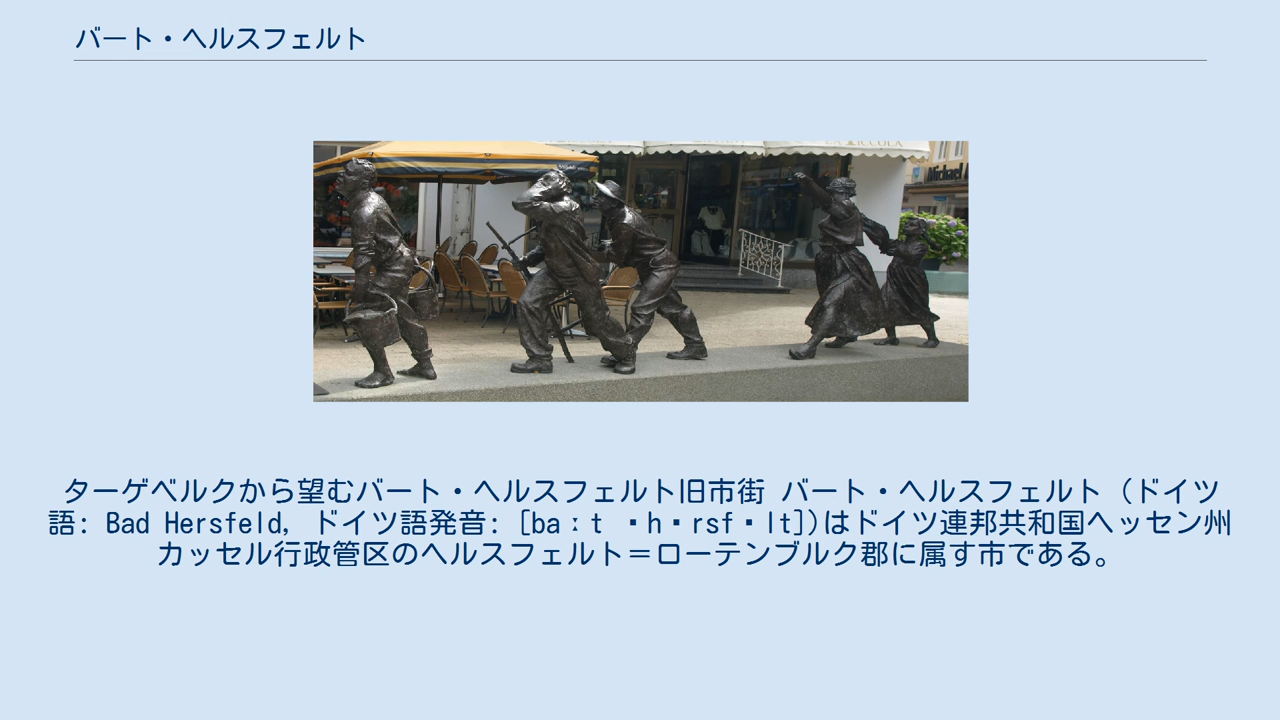 バート・ヘルスフェルト
LA PICCOLA
Michael
ターゲベルクから望むバート・ヘルスフェルト旧市街 バート・ヘルスフェルト (ドイツ
語: Bad Hersfeld, ドイツ語発音: [baːt ・h・rsf・lt])はドイツ連邦共和国ヘッセン州
カッセル行政管区のヘルスフェルト＝ローテンブルク郡に属す市である。